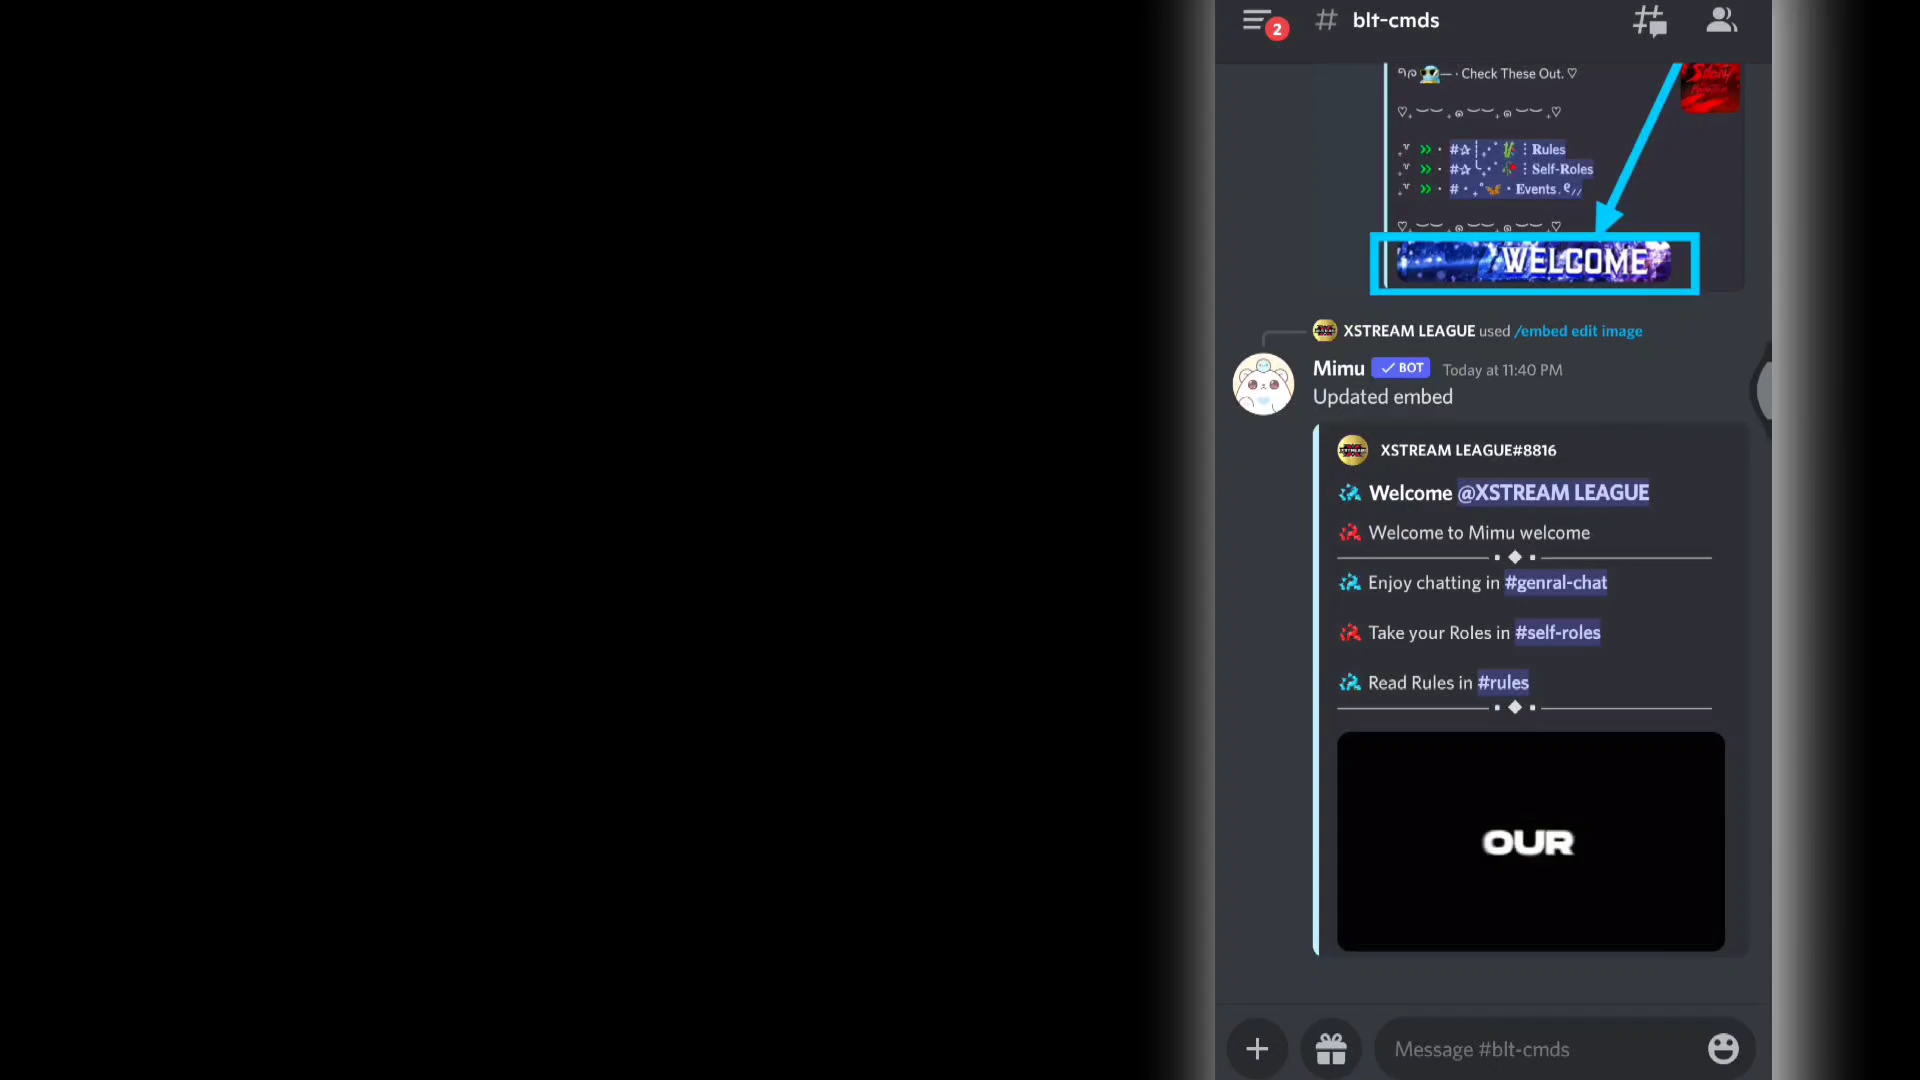 2
# blt-cmds
Check These Out. ♡
Rules
Self-Roles
Events
WELCOME
XSTREAM LEAGUE used /embed edit image
Mimu BOT Today at 11:40 PM
Updated embed
XSTREAM LEAGUE#8816
Welcome @XSTREAM LEAGUE
Welcome to Mimu welcome
Enjoy chatting in #genral-chat
Take your Roles in #self-roles
Read Rules in #rules
OUR
Message #blt-cmds